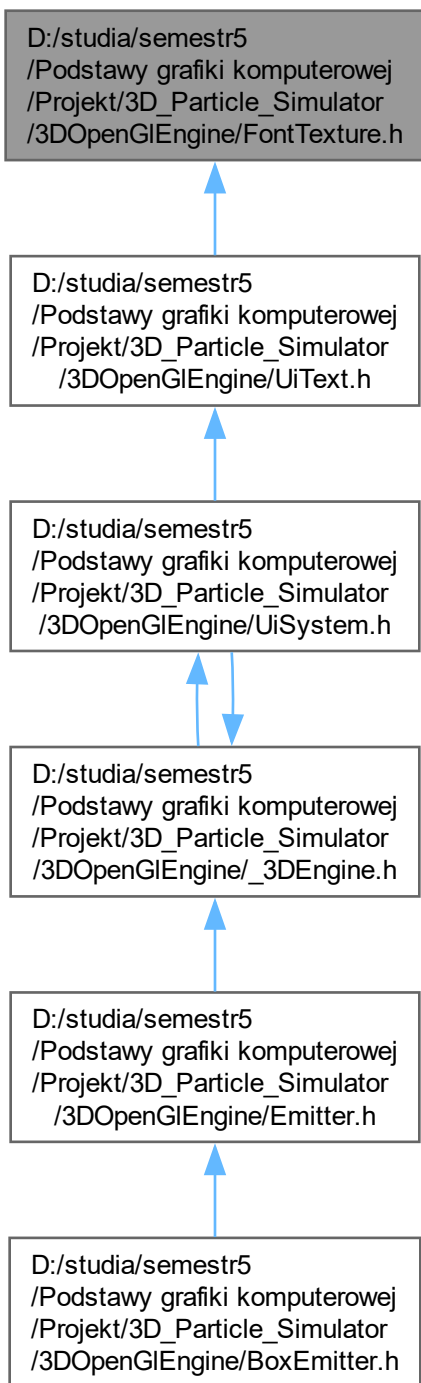 D:/studia/semestr5
/Podstawy grafiki komputerowej
/Projekt/3D_Particle_Simulator
/3DOpenGlEngine/FontTexture.h
D:/studia/semestr5
/Podstawy grafiki komputerowej
/Projekt/3D_Particle_Simulator
/3DOpenGlEngine/UiText.h
D:/studia/semestr5
/Podstawy grafiki komputerowej
/Projekt/3D_Particle_Simulator
/3DOpenGlEngine/UiSystem.h
D:/studia/semestr5
/Podstawy grafiki komputerowej
/Projekt/3D_Particle_Simulator
/3DOpenGlEngine/_3DEngine.h
D:/studia/semestr5
/Podstawy grafiki komputerowej
/Projekt/3D_Particle_Simulator
/3DOpenGlEngine/Emitter.h
D:/studia/semestr5
/Podstawy grafiki komputerowej
/Projekt/3D_Particle_Simulator
/3DOpenGlEngine/BoxEmitter.h